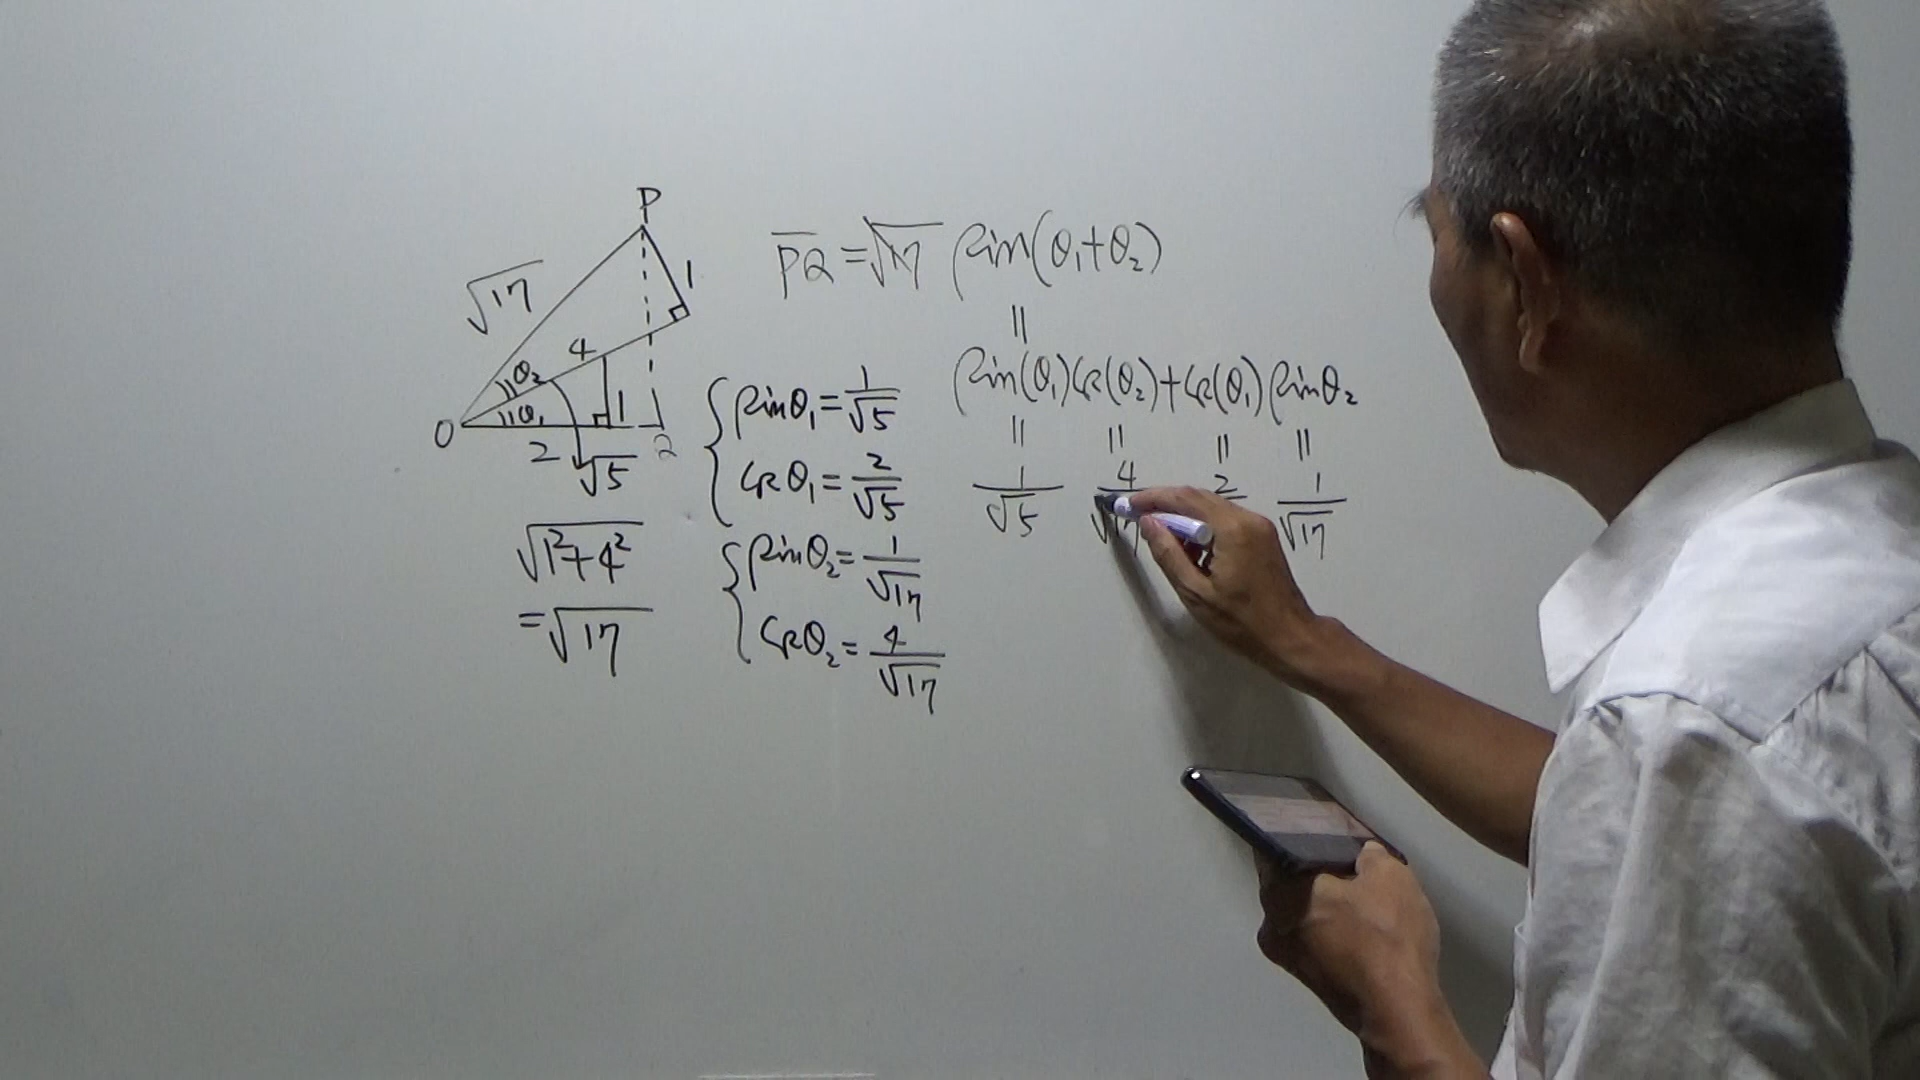 P
√17
1
4
θ₂
θ₁
1
O
2
Q
√5
√1²+4²
=√17
sinθ₁=1/√5
cosθ₁=2/√5
sinθ₂=1/√17
cosθ₂=4/√17
PQ=√17 sin(θ₁+θ₂)
=
sin(θ₁)cos(θ₂)+cos(θ₁)sinθ₂
= = = =
1/√5 4/√17 2 1/√17